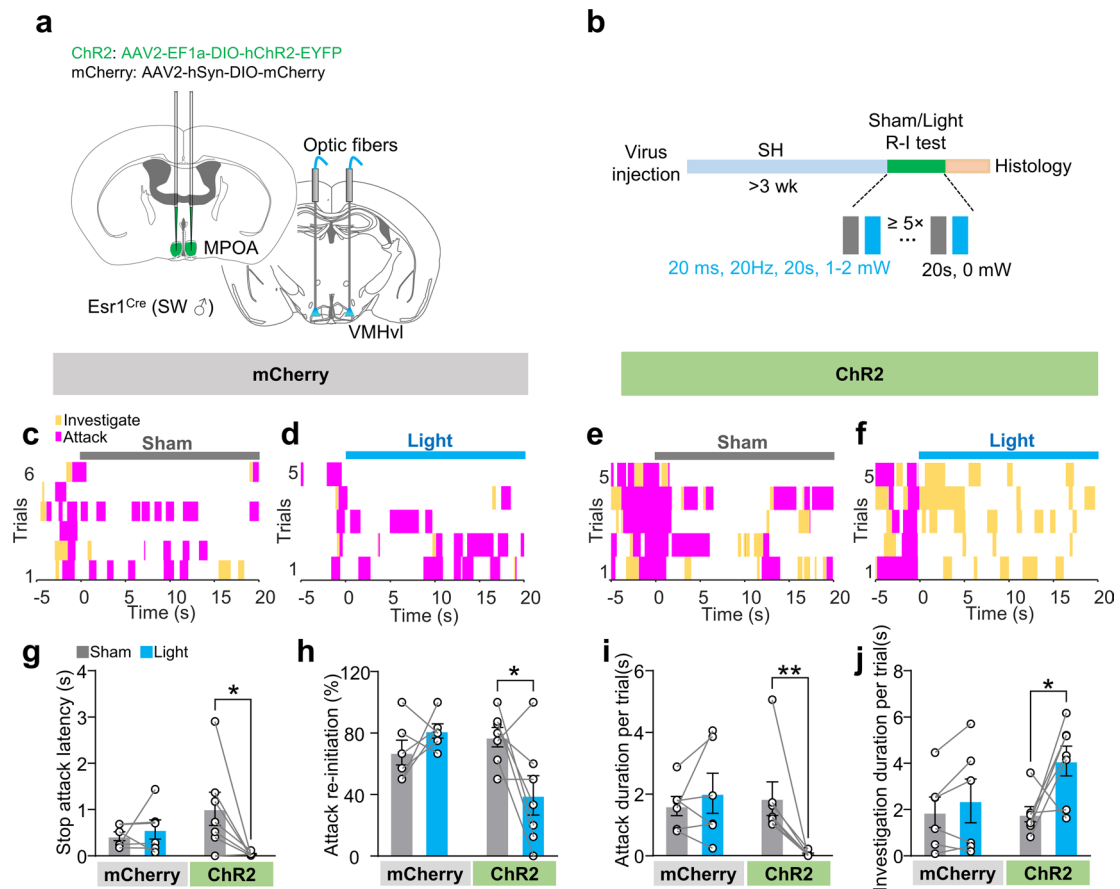 a
ChR2: AAV2-EF1a-DIO-hChR2-EYFP
mCherry: AAV2-hSyn-DIO-mCherry
Optic fibers
MPOA
Esr1Cre (SW ♂)
VMHvl
b
Sham/Light
R-I test
Virus
injection
SH
>3 wk
Histology
≥ 5×
...
20 ms, 20Hz, 20s, 1-2 mW
20s, 0 mW
mCherry
ChR2
c
Investigate
Attack
Sham
6
Trials
1
-5 0 5 10 15 20
Time (s)
d
Light
5
Trials
1
-5 0 5 10 15 20
Time (s)
e
Sham
5
Trials
1
-5 0 5 10 15 20
Time (s)
f
Light
5
Trials
1
-5 0 5 10 15 20
Time (s)
g
Sham Light
Stop attack latency (s)
4
3
2
1
0
*
mCherry ChR2
h
Attack re-initiation (%)
120
80
40
0
*
mCherry ChR2
i
Attack duration per trial(s)
6
4
2
0
**
mCherry ChR2
j
Investigation duration per trial(s)
8
6
4
2
0
*
mCherry ChR2